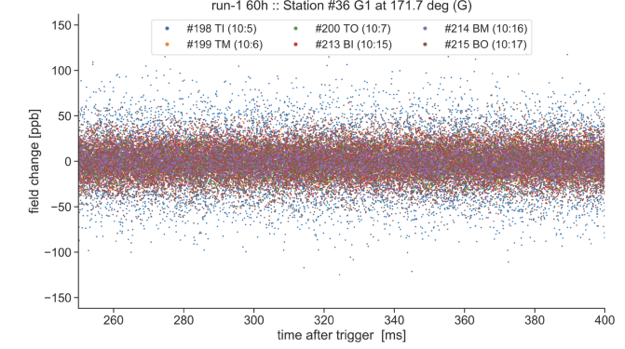 run-1 60h :: Station #36 G1 at 171.7 deg (G)
#198 TI (10:5)
#200 TO (10:7)
#214 BM (10:16)
#199 TM (10:6)
#213 BI (10:15)
#215 BO (10:17)
150
100
50
0
−50
−100
−150
field change [ppb]
260
280
300
320
340
360
380
400
time after trigger [ms]